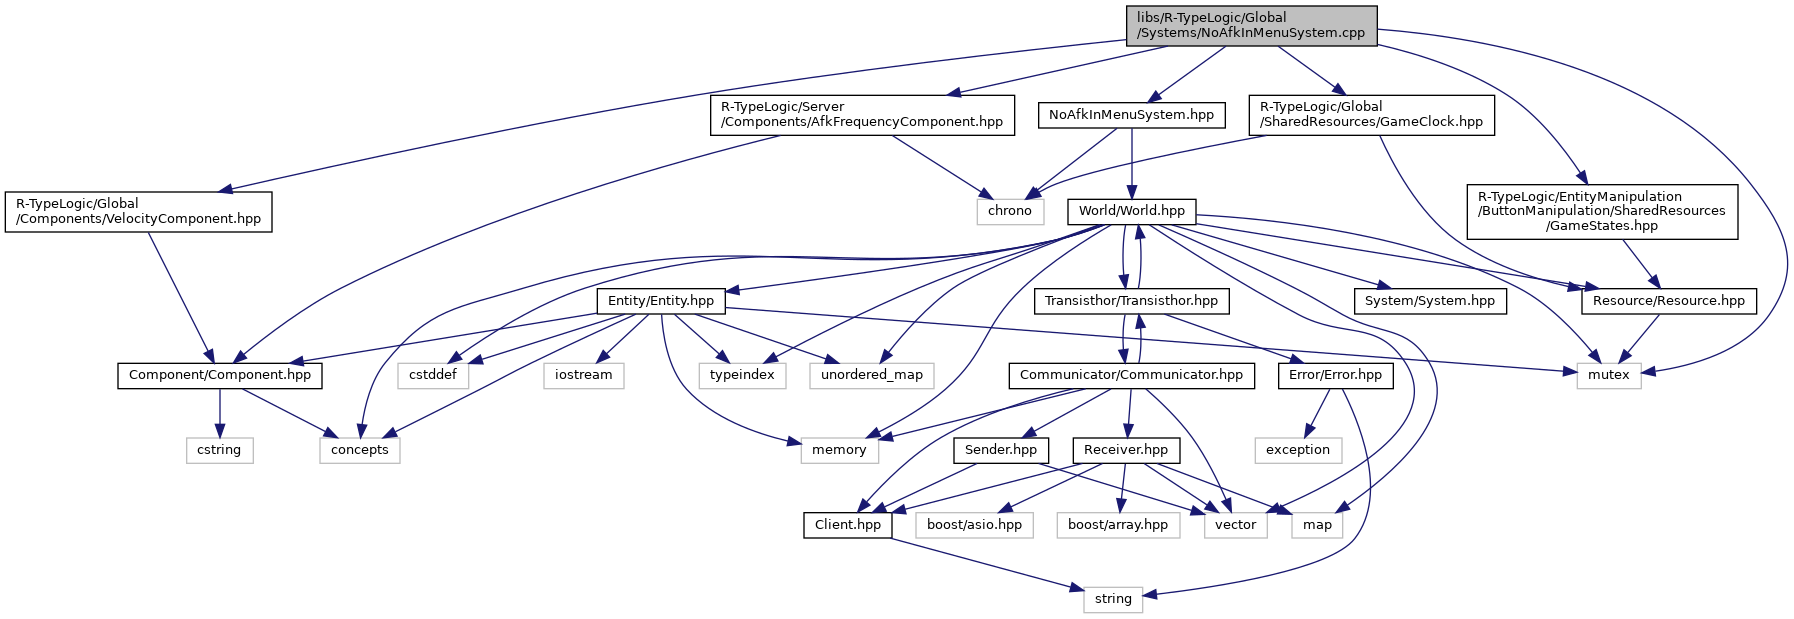 libs/R-TypeLogic/Global
/Systems/NoAfkInMenuSystem.cpp
R-TypeLogic/Server
/Components/AfkFrequencyComponent.hpp
NoAfkInMenuSystem.hpp
R-TypeLogic/Global
/SharedResources/GameClock.hpp
R-TypeLogic/Global
/Components/VelocityComponent.hpp
chrono
World/World.hpp
R-TypeLogic/EntityManipulation
/ButtonManipulation/SharedResources
/GameStates.hpp
Entity/Entity.hpp
Transisthor/Transisthor.hpp
System/System.hpp
Resource/Resource.hpp
Component/Component.hpp
cstddef
iostream
typeindex
unordered_map
Communicator/Communicator.hpp
Error/Error.hpp
mutex
cstring
concepts
memory
Sender.hpp
Receiver.hpp
exception
Client.hpp
boost/asio.hpp
boost/array.hpp
vector
map
string